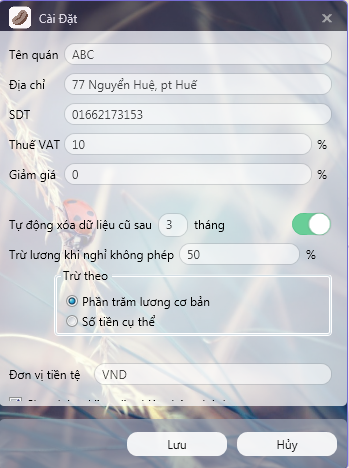 Cài Đặt
Tên quán ABC
Địa chỉ 77 Nguyển Huệ, pt Huế
SDT 01662173153
Thuế VAT 10 %
Giảm giá 0 %
Tự động xóa dữ liệu cũ sau 3 tháng
Trừ lương khi nghỉ không phép 50 %
Trừ theo
Phần trăm lương cơ bản
Số tiền cụ thể
Đơn vị tiền tệ VND
Lưu Hủy